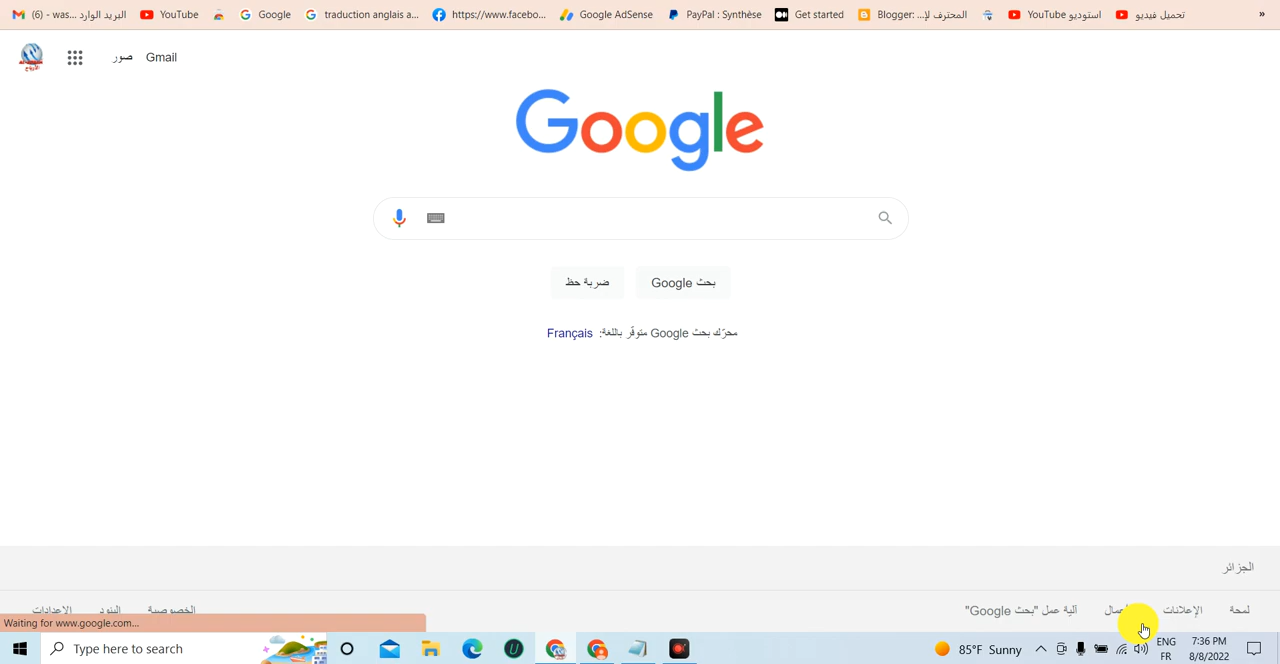 (6) - was... البريد الوارد
YouTube
Google
traduction anglais a...
https://www.facebo...
Google AdSense
PayPal : Synthèse
Get started
Blogger: المحترف لإ...
استوديو YouTube
تحميل فيديو
»
صور
Gmail
Google
ضربة حظ
بحث Google
محرّك بحث Google متوفّر باللغة: Français
الجزائر
لمحة
الإعلانات
آلية عمل "بحث Google"
الخصوصية
البنود
الإعدادات
Waiting for www.google.com...
Type here to search
85°F Sunny
ENG
FR
7:36 PM
8/8/2022